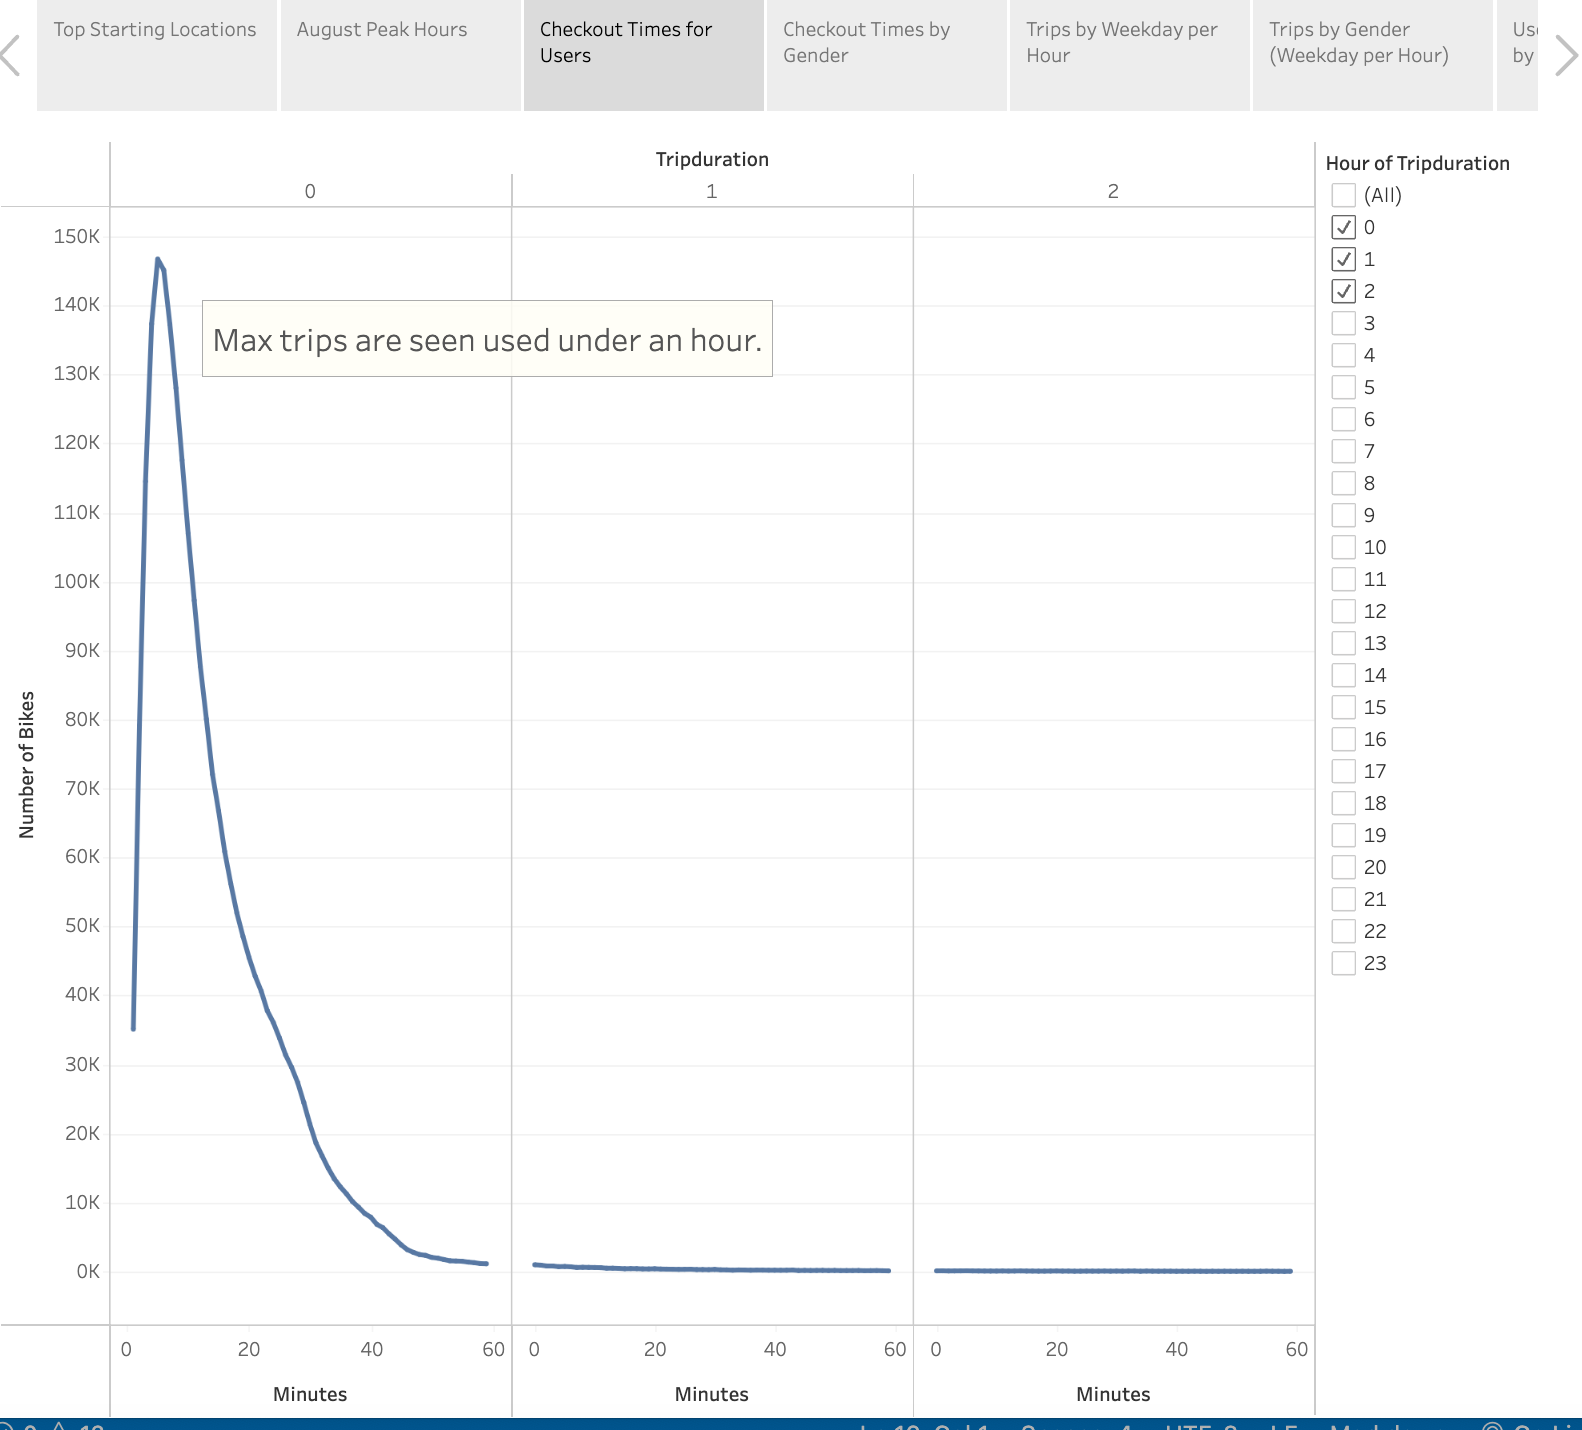 Top Starting Locations
August Peak Hours
Checkout Times for
Users
Checkout Times by
Gender
Trips by Weekday per
Hour
Trips by Gender
(Weekday per Hour)
by
Tripduration
0 1 2
150K
140K
130K
120K
110K
100K
90K
80K
70K
60K
50K
40K
30K
20K
10K
0K
Number of Bikes
Max trips are seen used under an hour.
0 20 40 60 0 20 40 60 0 20 40 60
Minutes Minutes Minutes
Hour of Tripduration
(All)
0
1
2
3
4
5
6
7
8
9
10
11
12
13
14
15
16
17
18
19
20
21
22
23